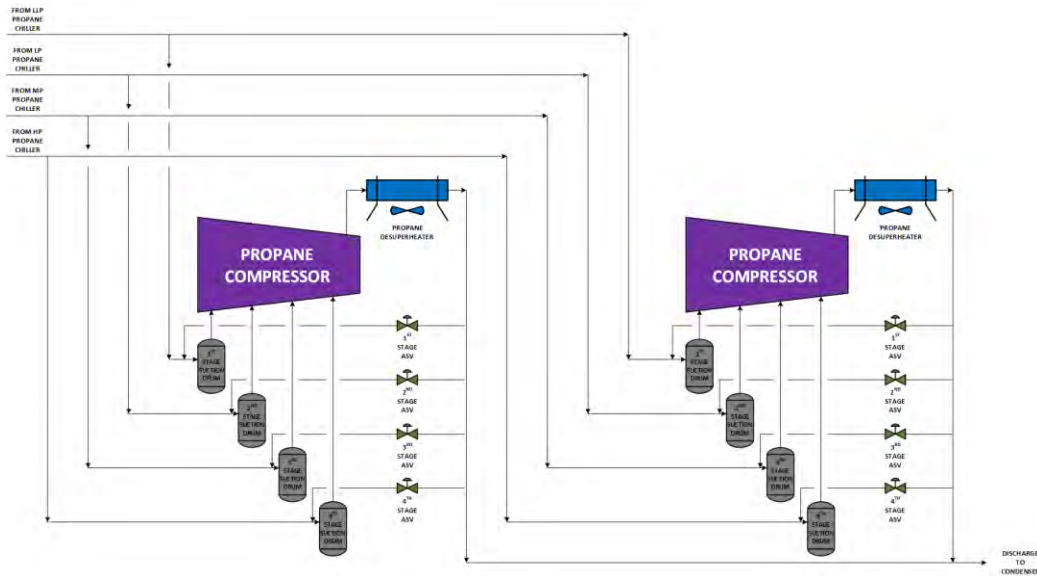 FROM LLP
PROPANE
CHILLER
FROM LP
PROPANE
CHILLER
FROM MP
PROPANE
CHILLER
FROM HP
PROPANE
CHILLER
PROPANE
DESUPERHEATER
PROPANE
COMPRESSOR
1ST
STAGE
ASV
STAGE
SUCTION
DRUM
2ND
STAGE
ASV
2ND
STAGE
SUCTION
DRUM
3RD
STAGE
ASV
STAGE
SUCTION
DRUM
4TH
STAGE
ASV
STAGE
SUCTION
DRUM
PROPANE
DESUPERHEATER
PROPANE
COMPRESSOR
1ST
STAGE
ASV
STAGE
SUCTION
DRUM
2ND
STAGE
ASV
STAGE
SUCTION
DRUM
3RD
STAGE
ASV
STAGE
SUCTION
DRUM
4TH
STAGE
ASV
STAGE
SUCTION
DRUM
DISCHARGE
TO